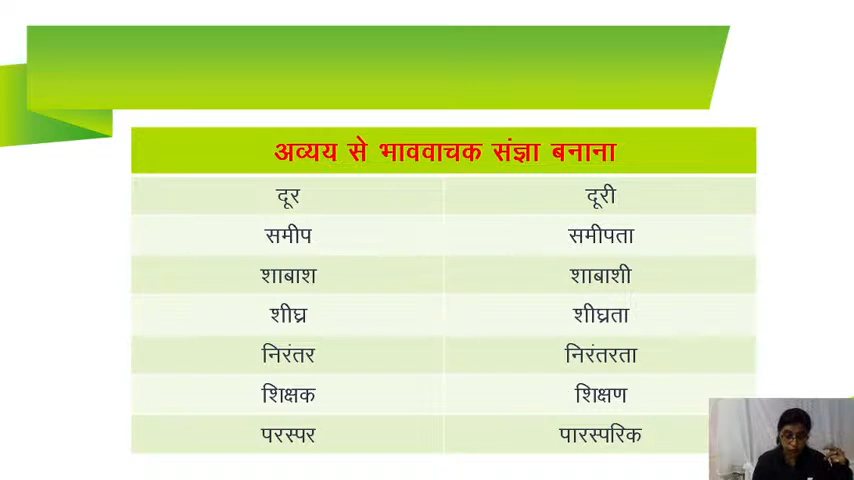 अव्यय से भाववाचक संज्ञा बनाना
दूर दूरी
समीप समीपता
शाबाश शाबाशी
शीघ्र शीघ्रता
निरंतर निरंतरता
शिक्षक शिक्षण
परस्पर पारस्परिक